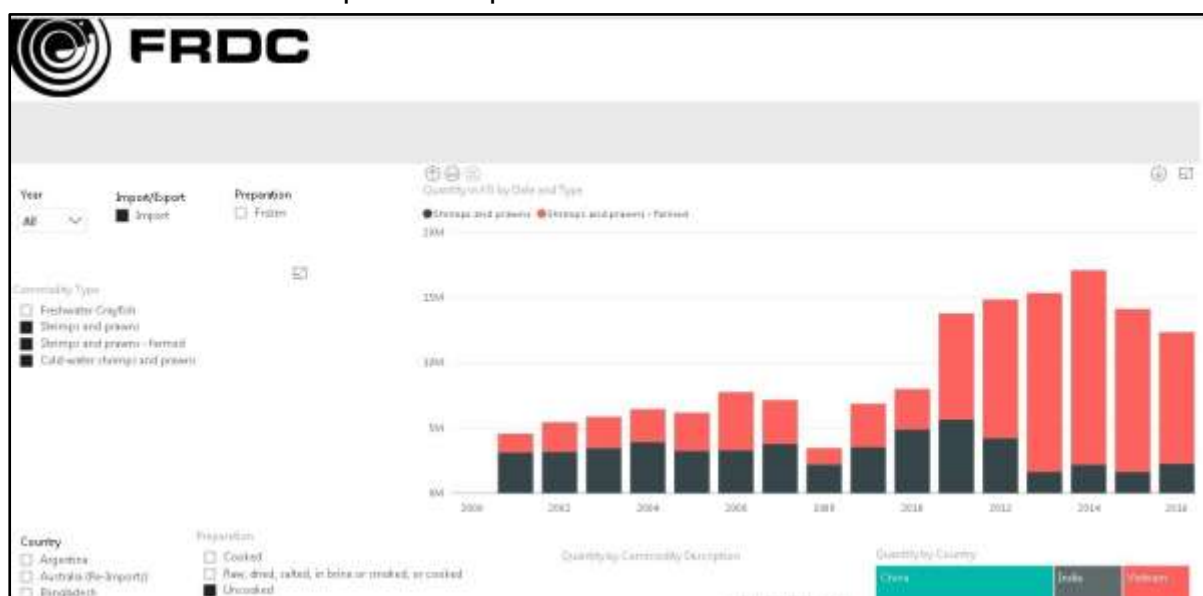 FRDC
Year
All
Import/Export
Import
Preparation
Frozen
Quantity in KG by Date and Type
Shrimps and prawns Shrimps and prawns - Farmed
20M
15M
10M
5M
0M
2000 2002 2004 2006 2008 2010 2012 2014 2016
Commodity Type
Freshwater Crayfish
Shrimps and prawns
Shrimps and prawns - Farmed
Cold-water shrimps and prawns
Country
Argentina
Australia (Re-Imports)
Bangladesh
Preparation
Cooked
Raw, dried, salted, in brine or smoked, or cooked
Uncooked
Quantity by Commodity Description
Quantity by Country
China India Vietnam